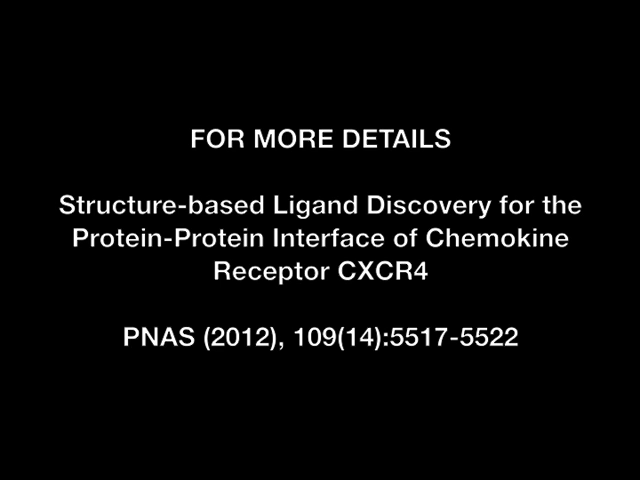 FOR MORE DETAILS
Structure-based Ligand Discovery for the
Protein-Protein Interface of Chemokine
Receptor CXCR4
PNAS (2012), 109(14):5517-5522